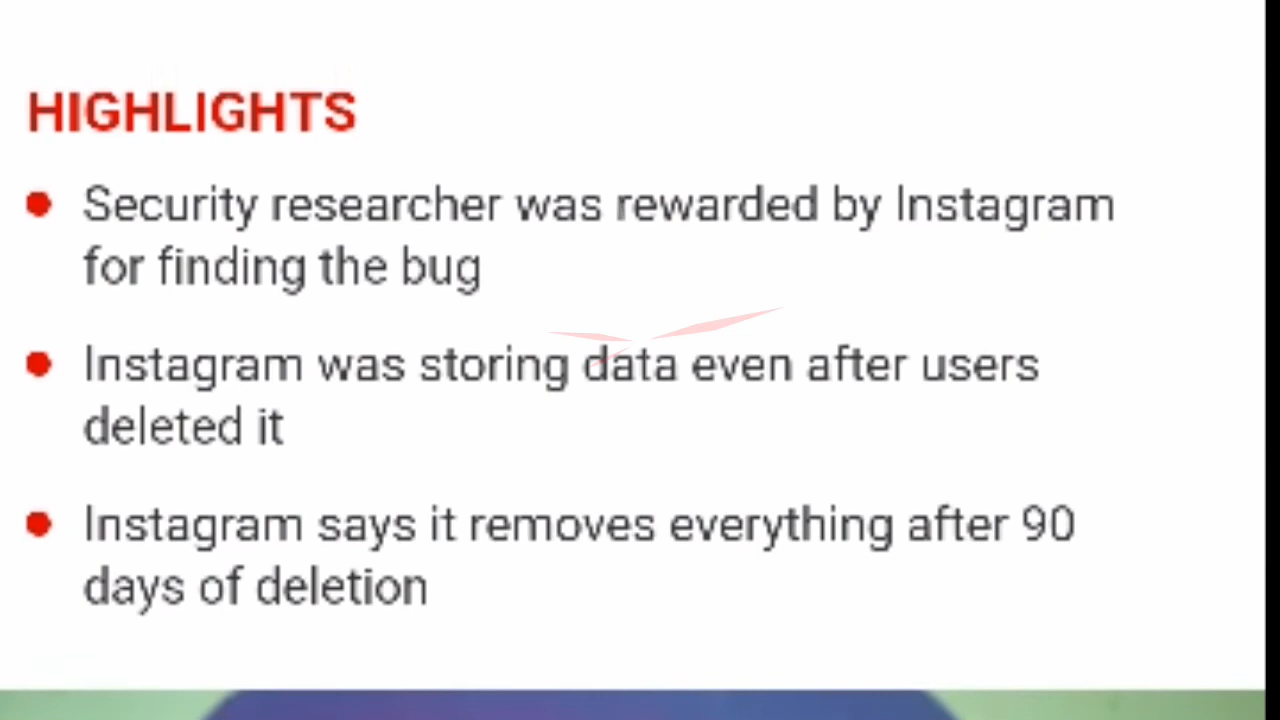 HIGHLIGHTS
Security researcher was rewarded by Instagram
for finding the bug
Instagram was storing data even after users
deleted it
Instagram says it removes everything after 90
days of deletion